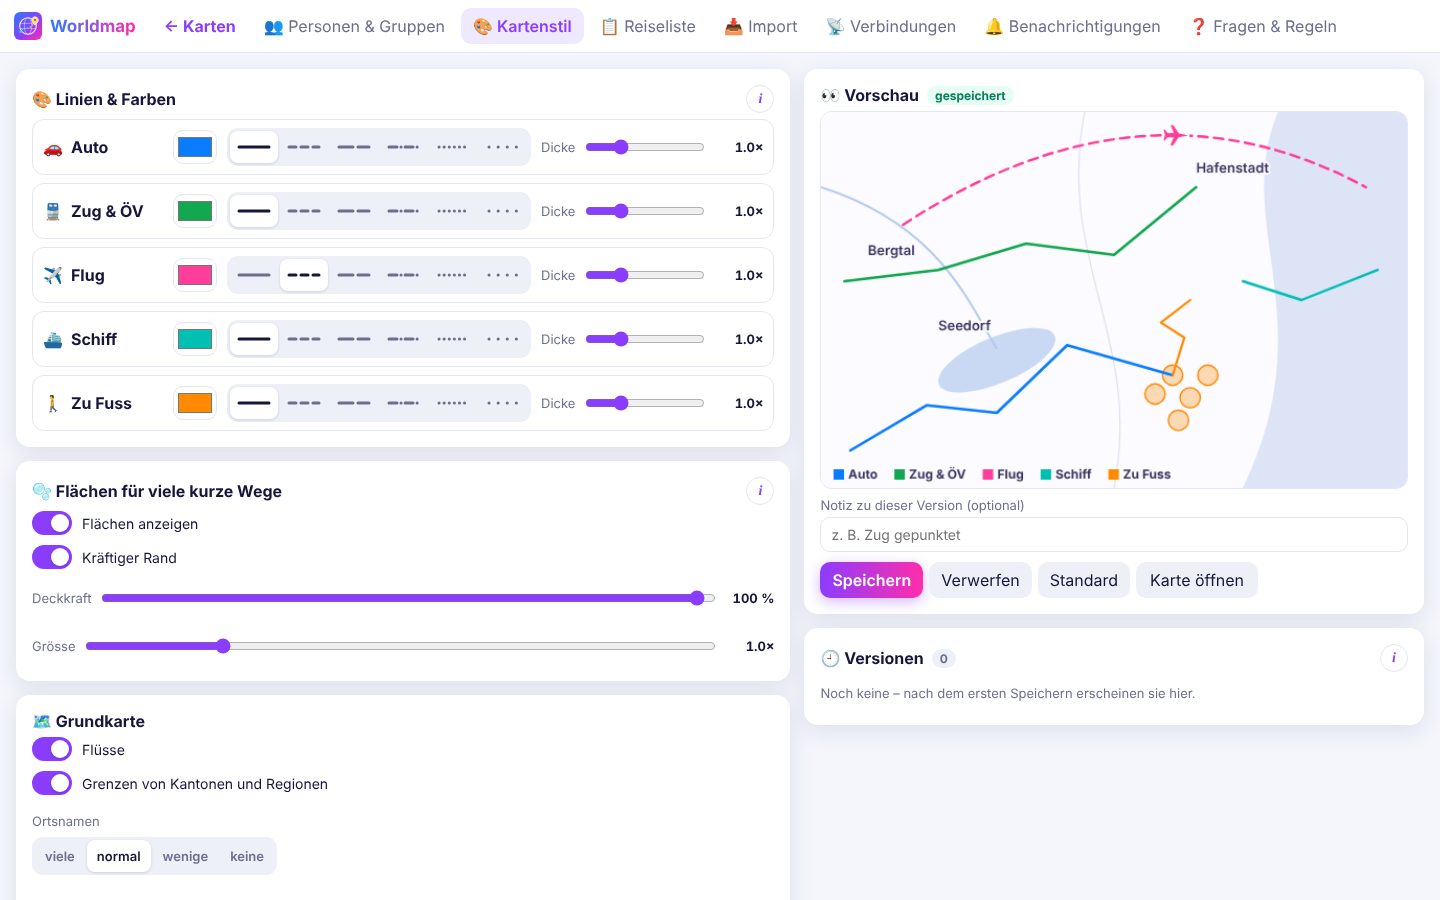 Worldmap
← Karten
Personen & Gruppen
Kartenstil
Reiseliste
Import
Verbindungen
Benachrichtigungen
Fragen & Regeln
Linien & Farben
i
Auto
Dicke
1.0×
Zug & ÖV
Dicke
1.0×
Flug
Dicke
1.0×
Schiff
Dicke
1.0×
Zu Fuss
Dicke
1.0×
Flächen für viele kurze Wege
i
Flächen anzeigen
Kräftiger Rand
Deckkraft
100 %
Grösse
1.0×
Grundkarte
Flüsse
Grenzen von Kantonen und Regionen
Ortsnamen
viele normal wenige keine
Vorschau gespeichert
Hafenstadt
Bergtal
Seedorf
Auto Zug & ÖV Flug Schiff Zu Fuss
Notiz zu dieser Version (optional)
z. B. Zug gepunktet
Speichern Verwerfen Standard Karte öffnen
Versionen 0
i
Noch keine – nach dem ersten Speichern erscheinen sie hier.